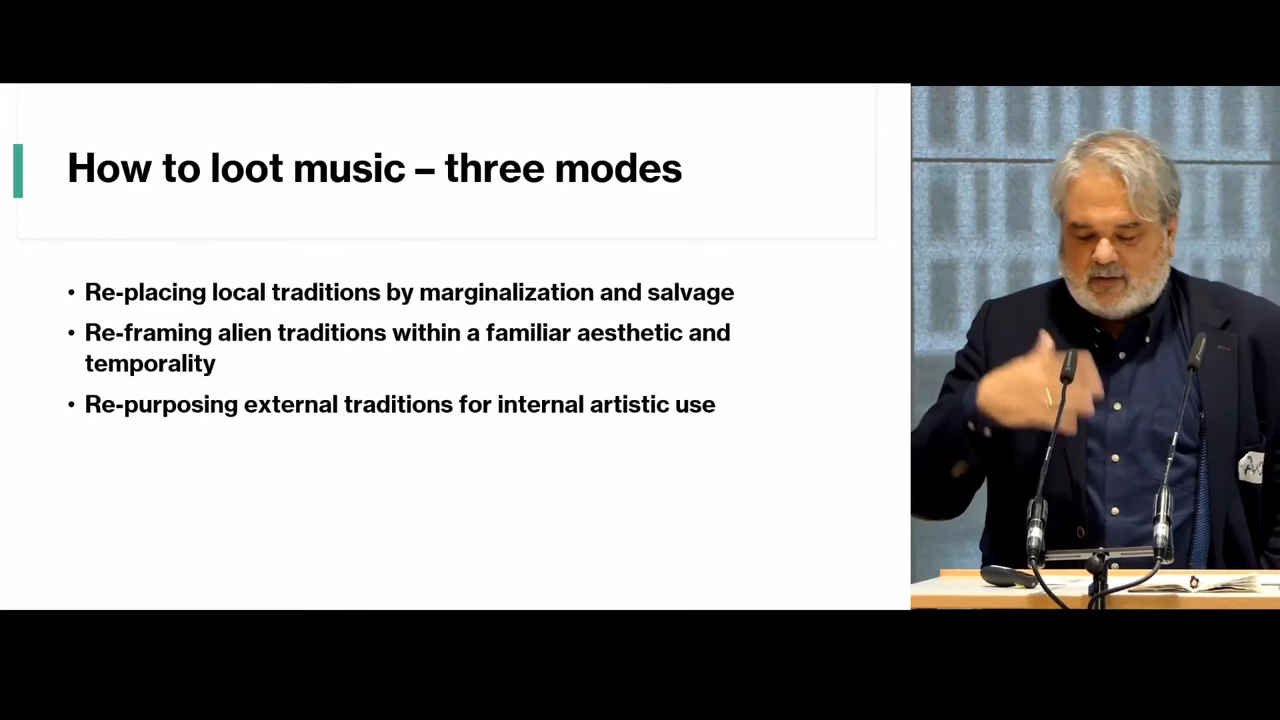 How to loot music – three modes
• Re-placing local traditions by marginalization and salvage
• Re-framing alien traditions within a familiar aesthetic and
temporality
• Re-purposing external traditions for internal artistic use